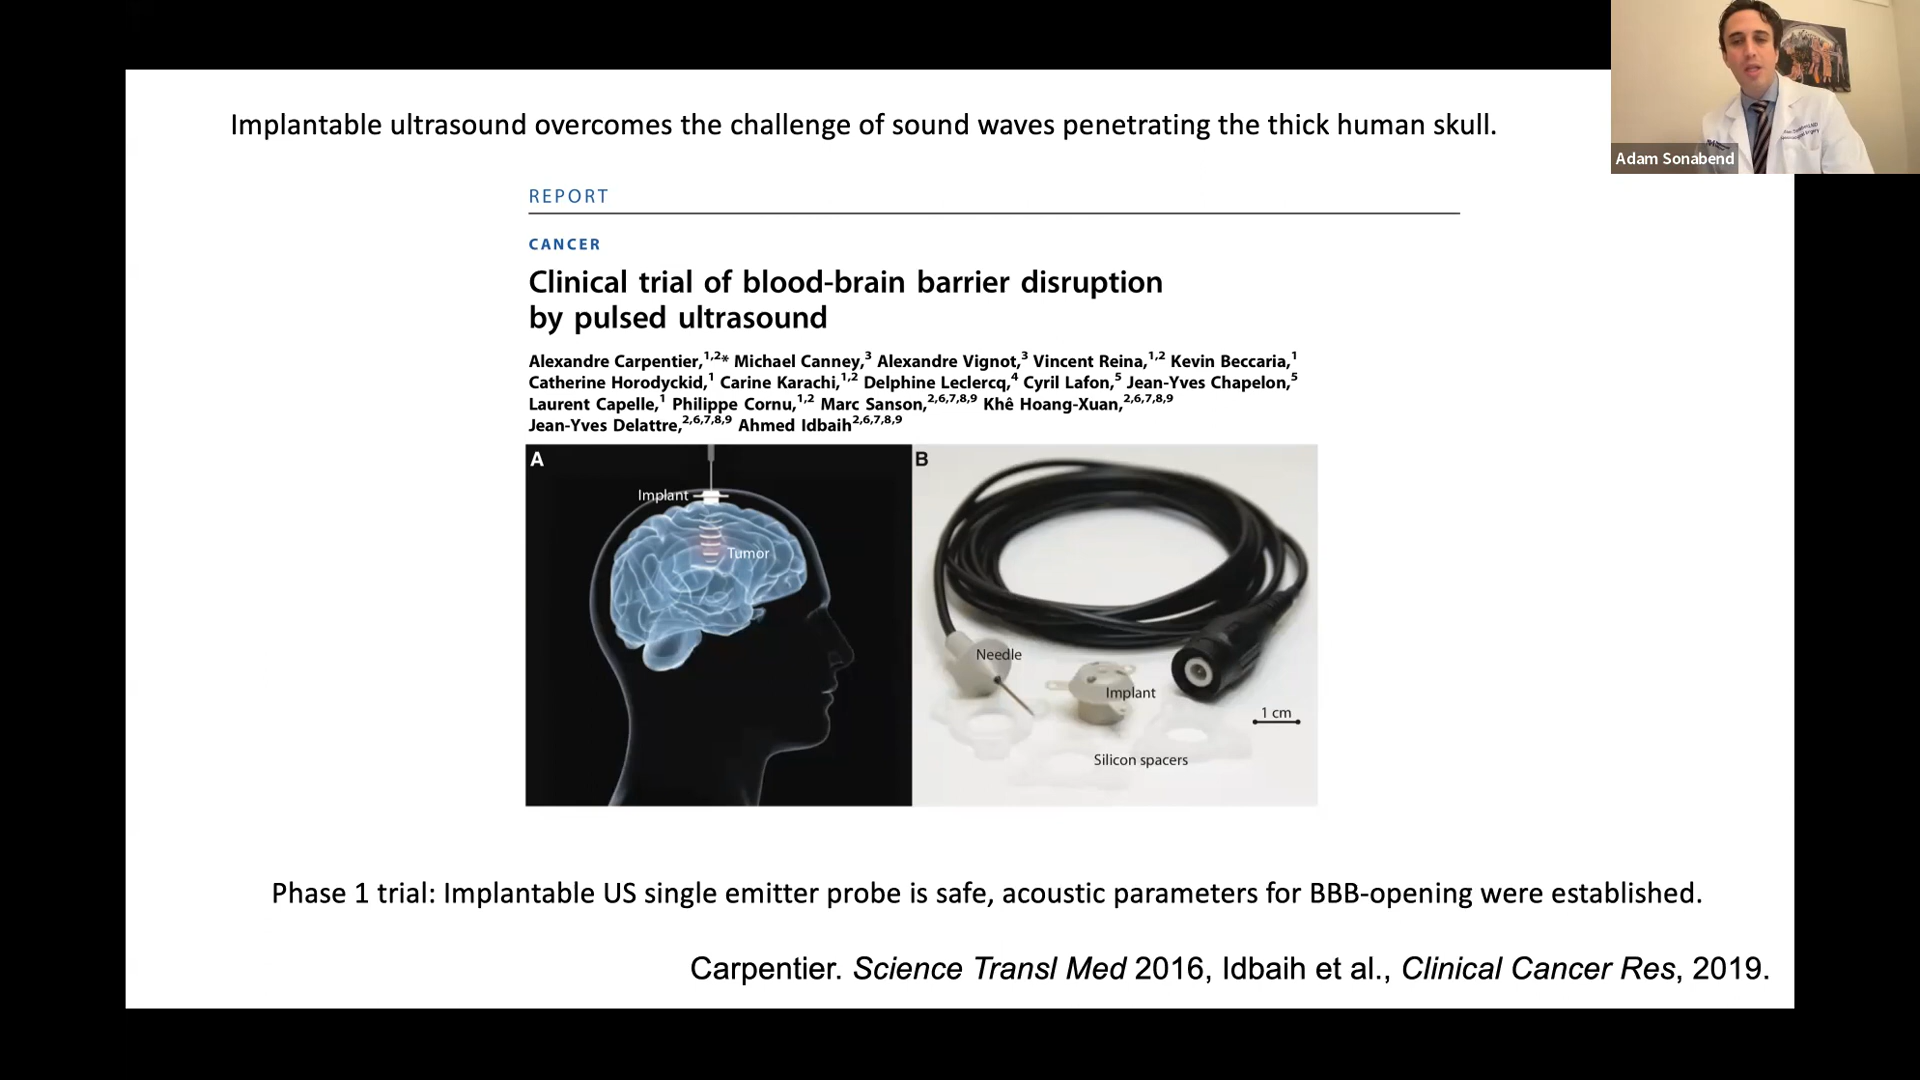 Implantable ultrasound overcomes the challenge of sound waves penetrating the thick human skull.
Adam Sonabend
REPORT
CANCER
Clinical trial of blood-brain barrier disruption
by pulsed ultrasound
Alexandre Carpentier,1,2* Michael Canney,3 Alexandre Vignot,3 Vincent Reina,1,2 Kevin Beccaria,1
Catherine Horodyckid,1 Carine Karachi,1,2 Delphine Leclercq,4 Cyril Lafon,5 Jean-Yves Chapelon,5
Laurent Capelle,1 Philippe Cornu,1,2 Marc Sanson,2,6,7,8,9 Khê Hoang-Xuan,2,6,7,8,9
Jean-Yves Delattre,2,6,7,8,9 Ahmed Idbaih2,6,7,8,9
A
Implant
Tumor
B
Needle
Implant
1 cm
Silicon spacers
Phase 1 trial: Implantable US single emitter probe is safe, acoustic parameters for BBB-opening were established.
Carpentier. Science Transl Med 2016, Idbaih et al., Clinical Cancer Res, 2019.